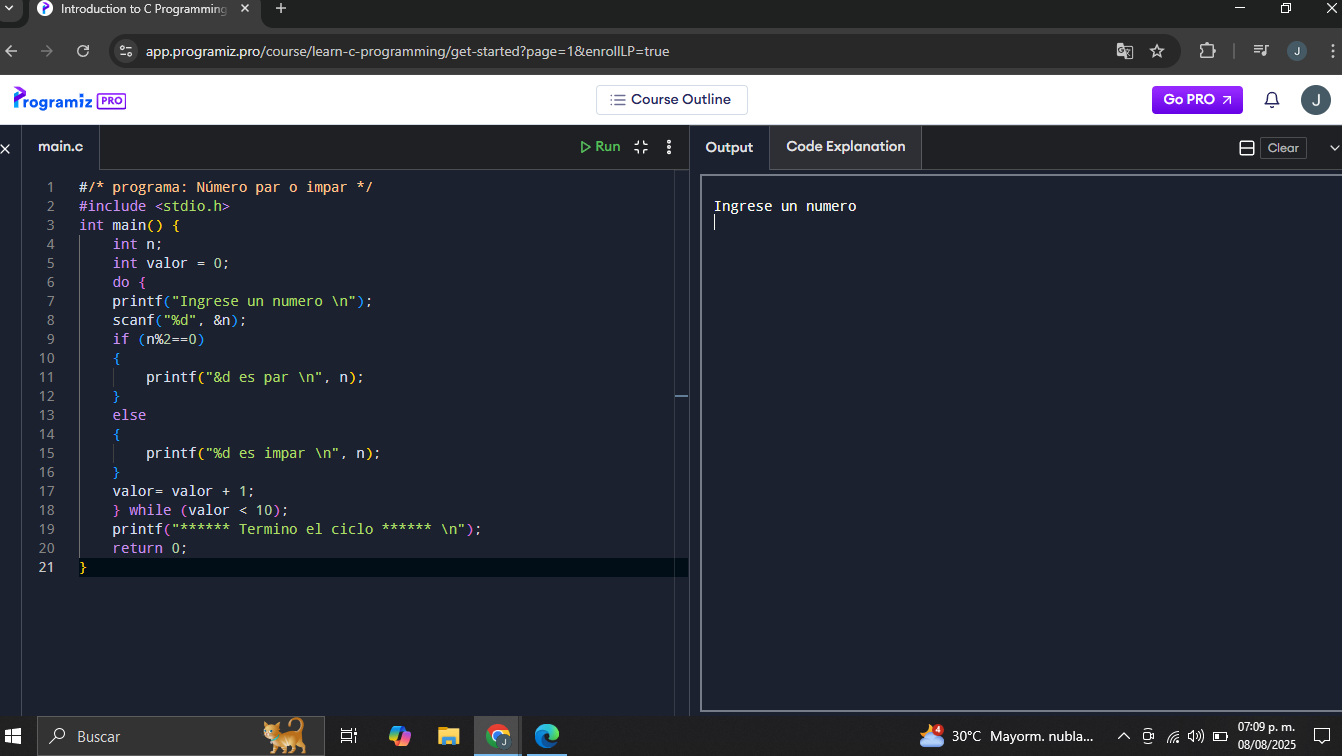 Introduction to C Programming
app.programiz.pro/course/learn-c-programming/get-started?page=1&enrollLP=true
J
Programiz PRO
Course Outline
Go PRO
J
main.c
Run
Output
Code Explanation
Clear
1 #/* programa: Número par o impar */
2 #include <stdio.h>
3 int main() {
4 int n;
5 int valor = 0;
6 do {
7 printf("Ingrese un numero \n");
8 scanf("%d", &n);
9 if (n%2==0)
10 {
11 printf("&d es par \n", n);
12 }
13 else
14 {
15 printf("%d es impar \n", n);
16 }
17 valor= valor + 1;
18 } while (valor < 10);
19 printf("****** Termino el ciclo ****** \n");
20 return 0;
21 }
Ingrese un numero
Buscar
J
4
30°C Mayorm. nubla...
07:09 p. m.
08/08/2025